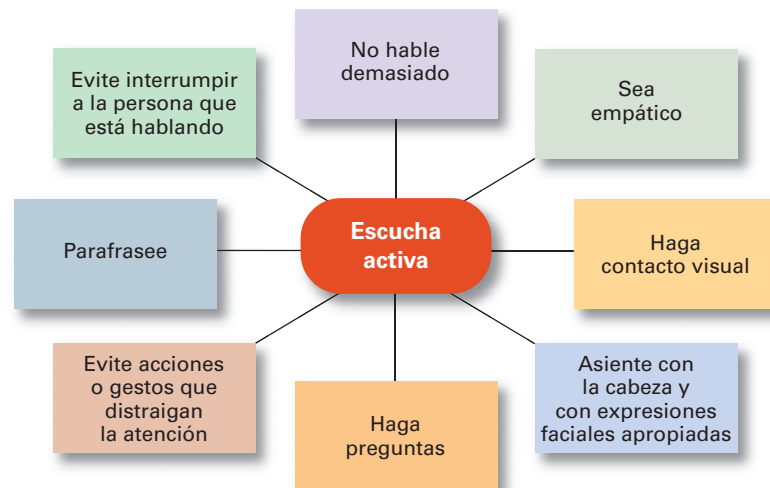 No hable
demasiado
Evite interrumpir
a la persona que
está hablando
Sea
empático
Parafrasee
Escucha
activa
Haga
contacto visual
Evite acciones
o gestos que
distraigan
la atención
Haga
preguntas
Asiente con
la cabeza y
con expresiones
faciales apropiadas